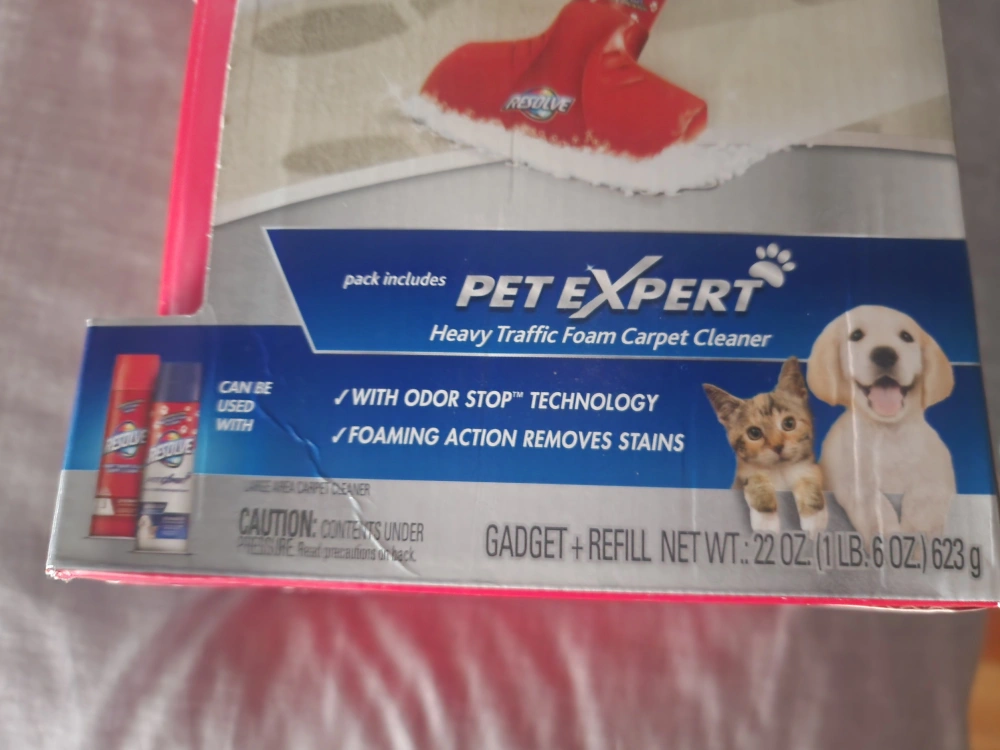 RESOLVE
pack includes PET EXPERT
Heavy Traffic Foam Carpet Cleaner
CAN BE
USED
WITH
✓WITH ODOR STOP™ TECHNOLOGY
✓FOAMING ACTION REMOVES STAINS
RESOLVE
RESOLVE
LARGE AREA CARPET CLEANER
CAUTION: CONTENTS UNDER
PRESSURE. Read precautions on back.
GADGET + REFILL NET WT.: 22 OZ. (1 LB. 6 OZ.) 623 g